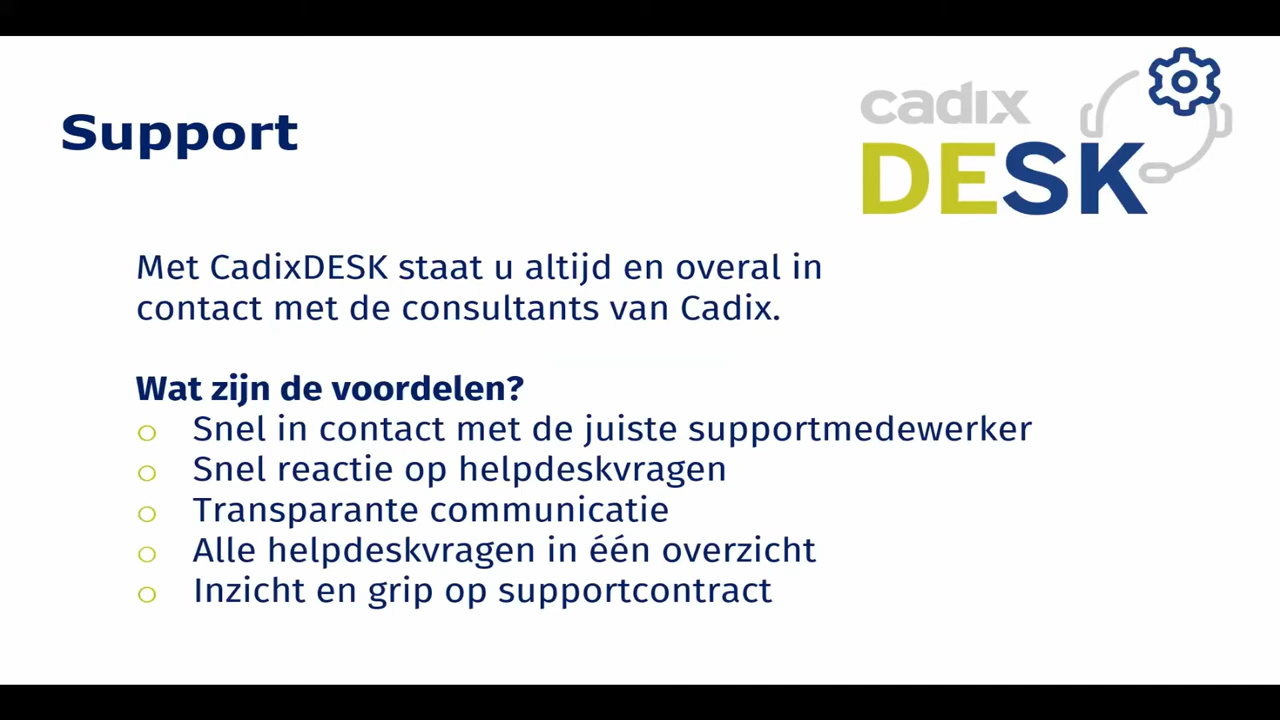 Support
cadix
DESK
Met CadixDESK staat u altijd en overal in
contact met de consultants van Cadix.
Wat zijn de voordelen?
o Snel in contact met de juiste supportmedewerker
o Snel reactie op helpdeskvragen
o Transparante communicatie
o Alle helpdeskvragen in één overzicht
o Inzicht en grip op supportcontract